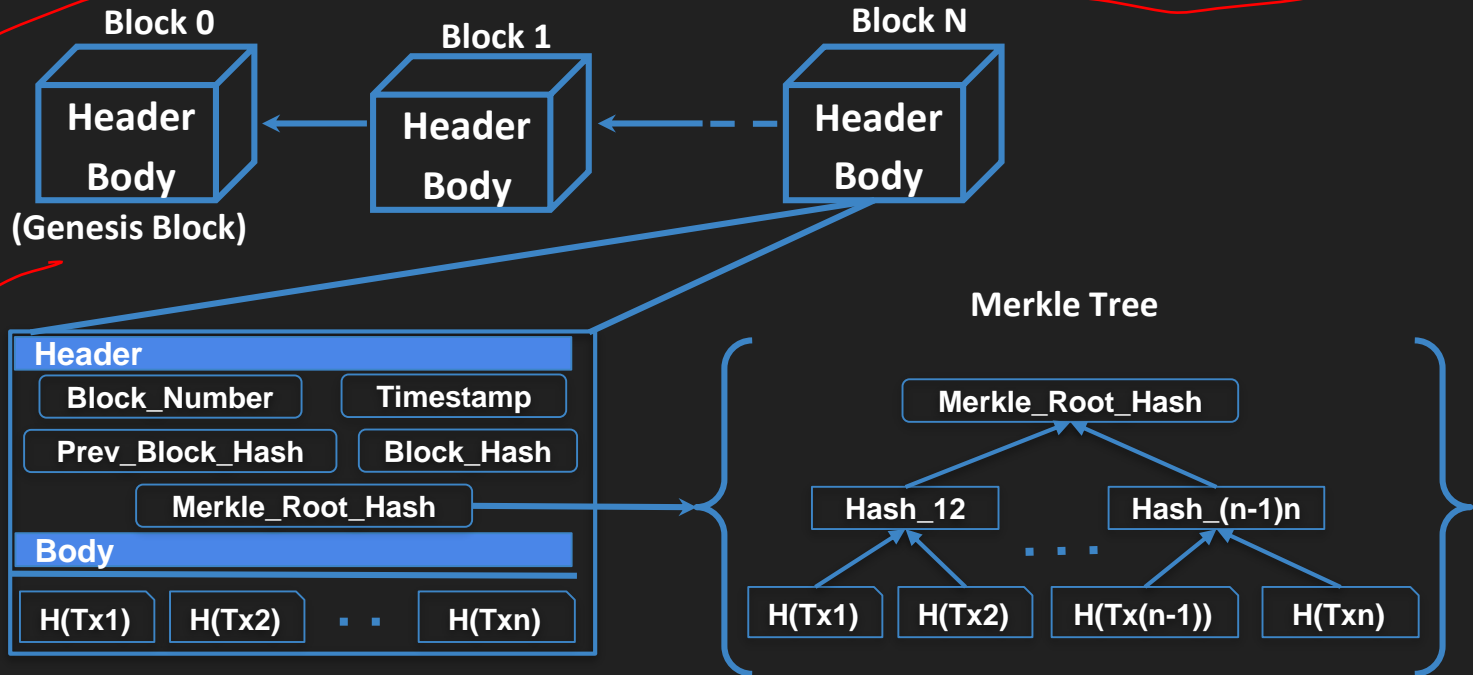 Block 0
Block 1
Block N
Header
Body
Header
Body
Header
Body
(Genesis Block)
Header
Block_Number
Timestamp
Prev_Block_Hash
Block_Hash
Merkle_Root_Hash
Body
H(Tx1)
H(Tx2)
. .
H(Txn)
Merkle Tree
Merkle_Root_Hash
Hash_12
Hash_(n-1)n
. . .
H(Tx1)
H(Tx2)
H(Tx(n-1))
H(Txn)